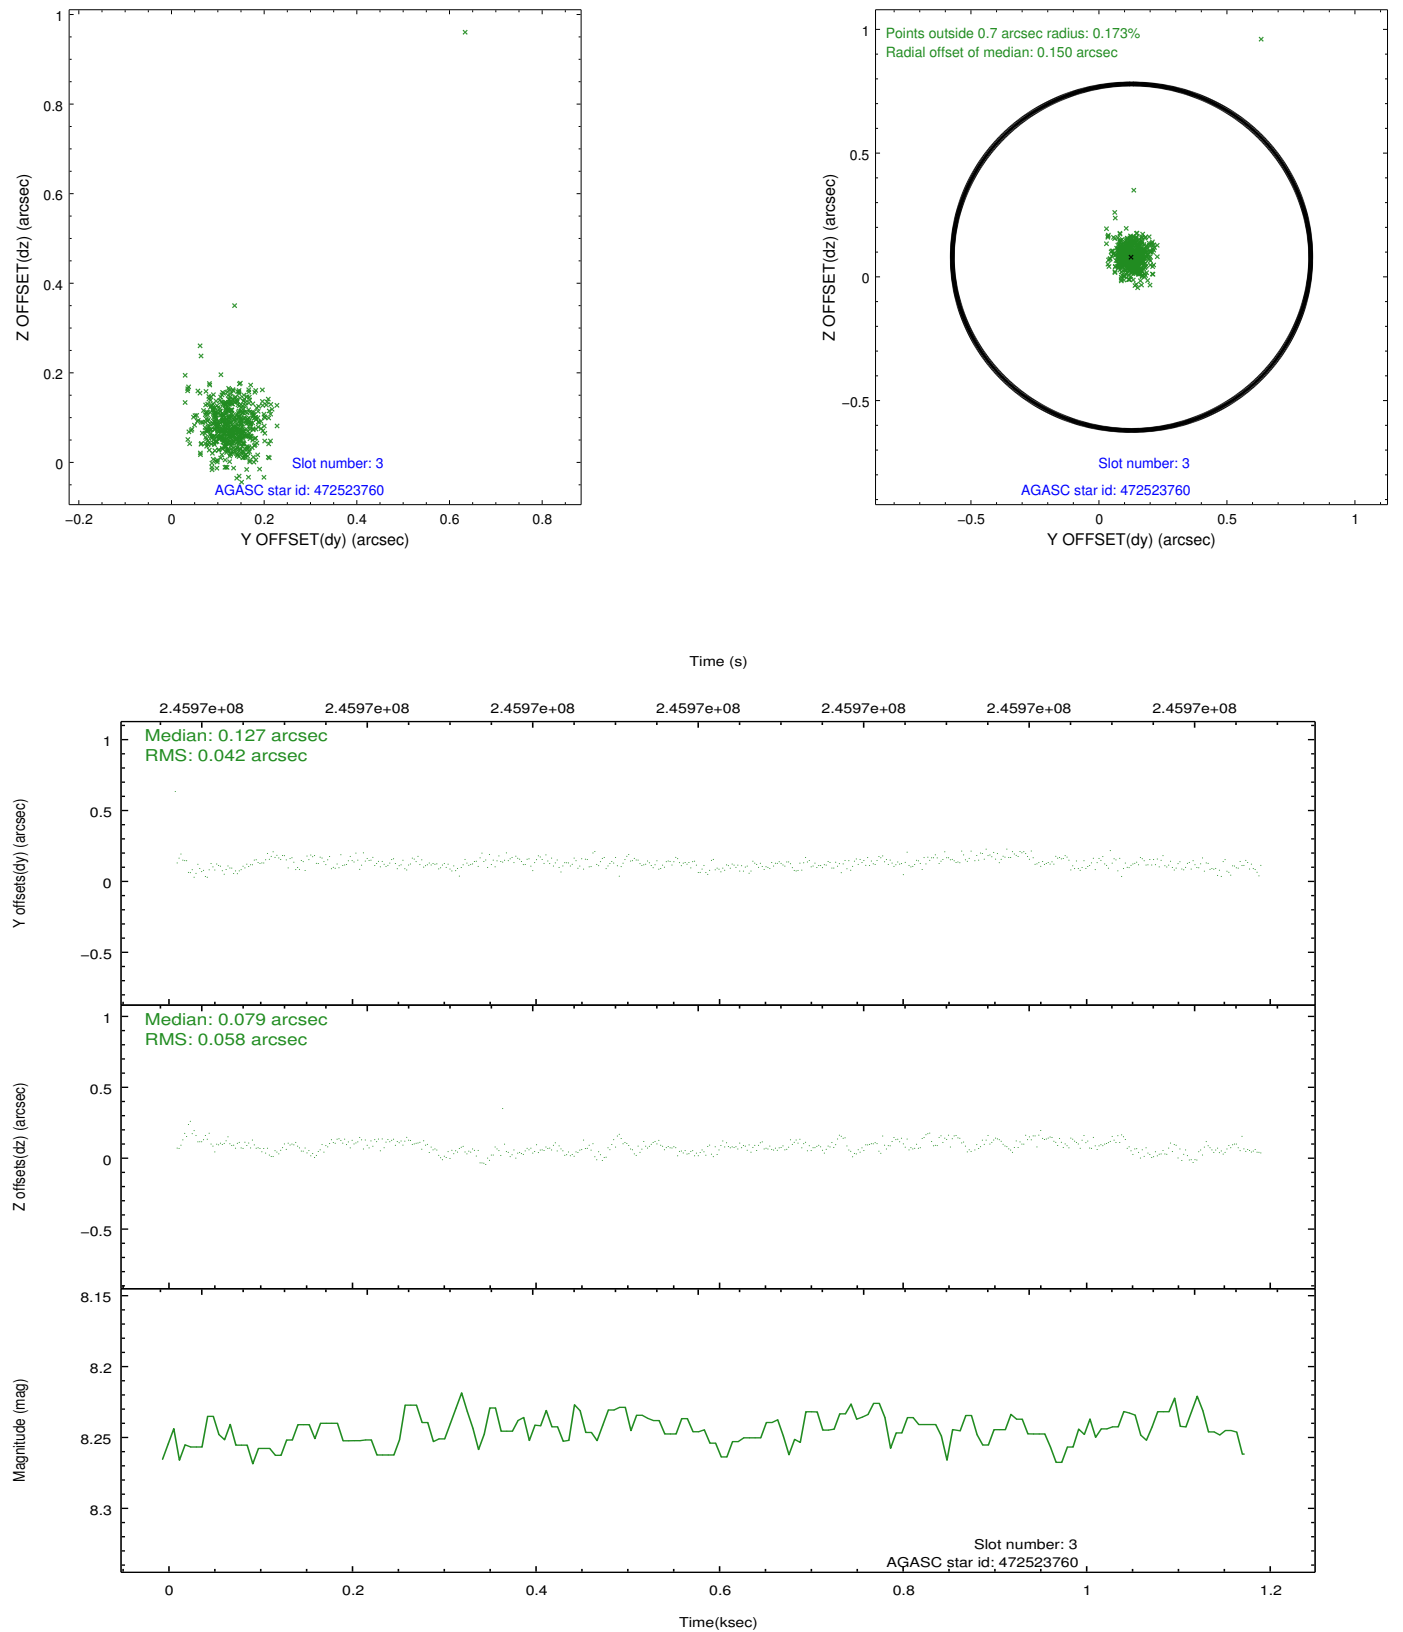 1
0.8
0.6
0.4
0.2
0
−0.2 0 0.2 0.4 0.6 0.8
Z OFFSET(dz) (arcsec)
Y OFFSET(dy) (arcsec)
Slot number: 3
AGASC star id: 472523760
Points outside 0.7 arcsec radius: 0.173%
Radial offset of median: 0.150 arcsec
1
0.5
0
−0.5
−0.5 0 0.5 1
Z OFFSET(dz) (arcsec)
Y OFFSET(dy) (arcsec)
Slot number: 3
AGASC star id: 472523760
Time (s)
2.4597e+08 2.4597e+08 2.4597e+08 2.4597e+08 2.4597e+08 2.4597e+08 2.4597e+08
Median: 0.127 arcsec
RMS: 0.042 arcsec
1
0.5
0
−0.5
Y offsets(dy) (arcsec)
Median: 0.079 arcsec
RMS: 0.058 arcsec
1
0.5
0
−0.5
Z offsets(dz) (arcsec)
8.15
8.2
8.25
8.3
Magnitude (mag)
Slot number: 3
AGASC star id: 472523760
0 0.2 0.4 0.6 0.8 1 1.2
Time(ksec)